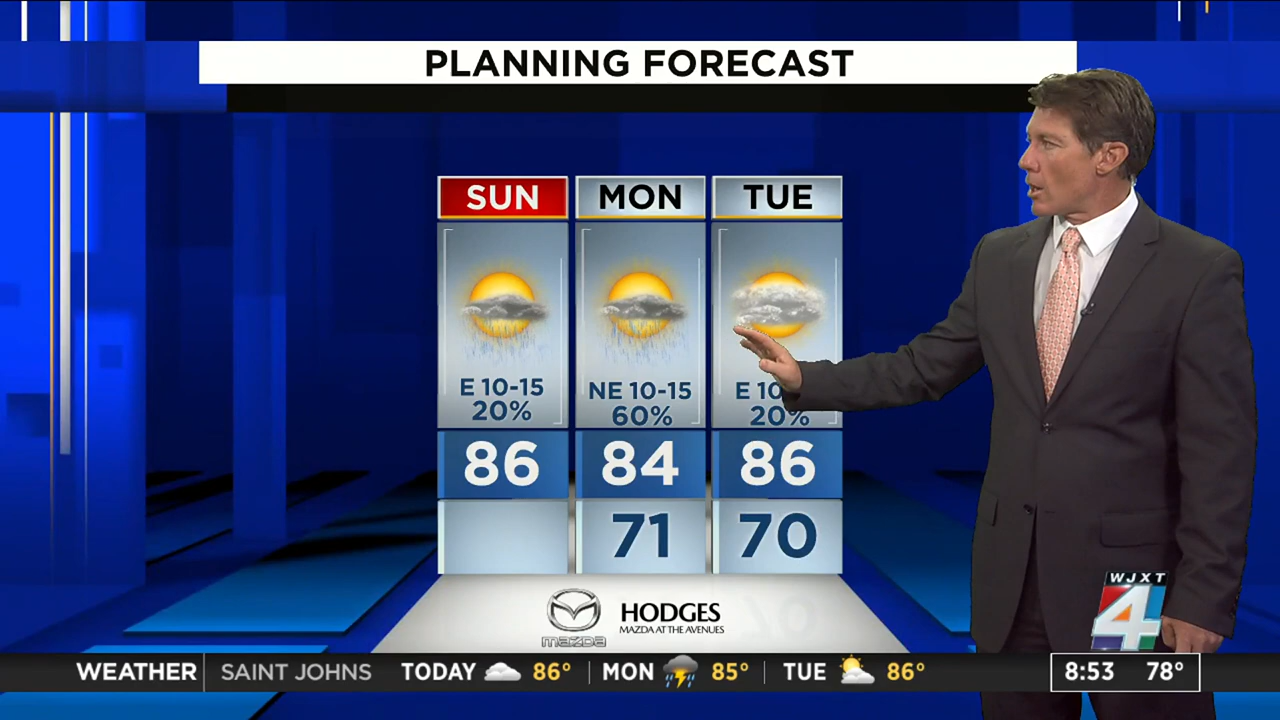 PLANNING FORECAST
SUN MON TUE
E 10-15 NE 10-15 E 10
20% 60% 20%
86 84 86
71 70
mazda
HODGES
MAZDA AT THE AVENUES
WJXT
4
WEATHER SAINT JOHNS TODAY 86° MON 85° TUE 86° 8:53 78°